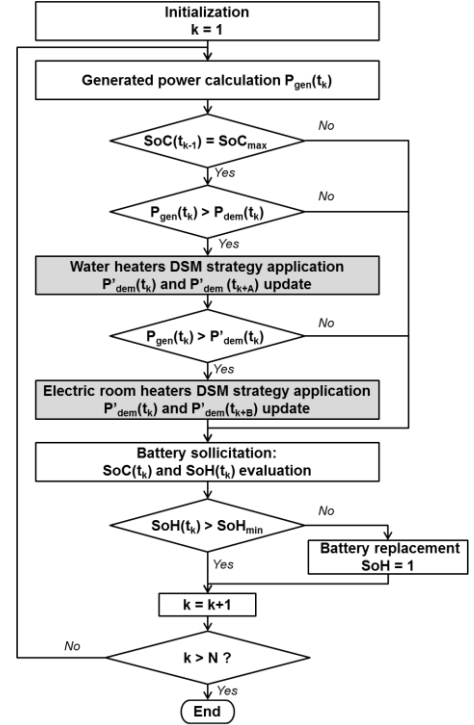 Initialization
k = 1
Generated power calculation P_gen(t_k)
No
SoC(t_k-1) = SoC_max
Yes
No
P_gen(t_k) > P_dem(t_k)
Yes
Water heaters DSM strategy application
P'_dem(t_k) and P'_dem (t_k+A) update
No
P_gen(t_k) > P'_dem(t_k)
Yes
Electric room heaters DSM strategy application
P'_dem(t_k) and P'_dem(t_k+B) update
Battery sollicitation:
SoC(t_k) and SoH(t_k) evaluation
No
SoH(t_k) > SoH_min
Yes
Battery replacement
SoH = 1
k = k+1
No
k > N ?
Yes
End